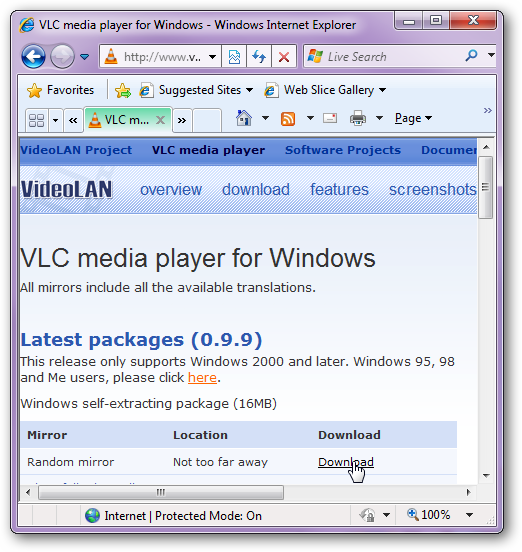 VLC media player for Windows - Windows Internet Explorer
http://www.v...
Live Search
Favorites
Suggested Sites
Web Slice Gallery
VLC m...
Page
VideoLAN Project VLC media player Software Projects Documen
VideoLAN overview download features screenshots
VLC media player for Windows
All mirrors include all the available translations.
Latest packages (0.9.9)
This release only supports Windows 2000 and later. Windows 95, 98
and Me users, please click here.
Windows self-extracting package (16MB)
Mirror Location Download
Random mirror Not too far away Download
Internet | Protected Mode: On 100%